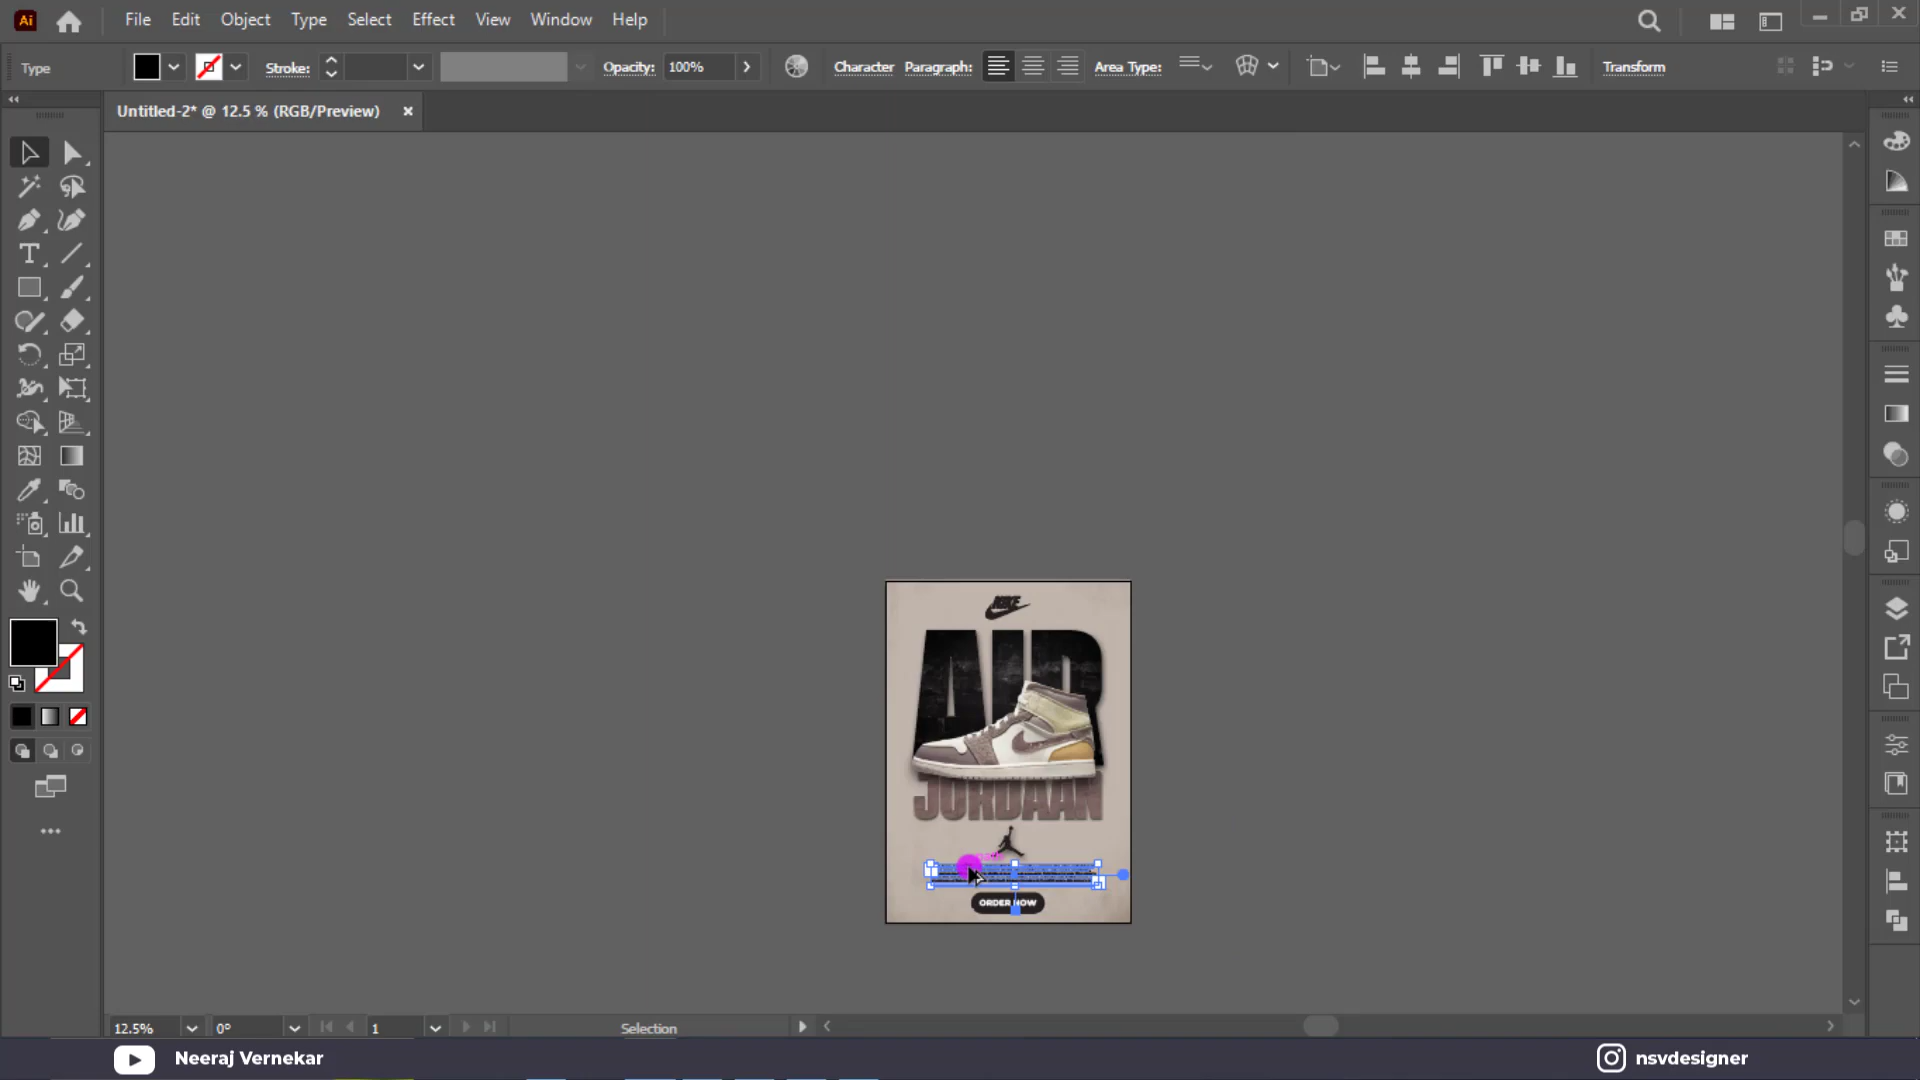 Ai File Edit Object Type Select Effect View Window Help
Type Stroke: Opacity: 100% Character Paragraph: Area Type: Transform
Untitled-2* @ 12.5 % (RGB/Preview)
NIKE
AIR
JORDAAN
ORDER NOW
12.5% 0° 1 Selection
Neeraj Vernekar nsvdesigner